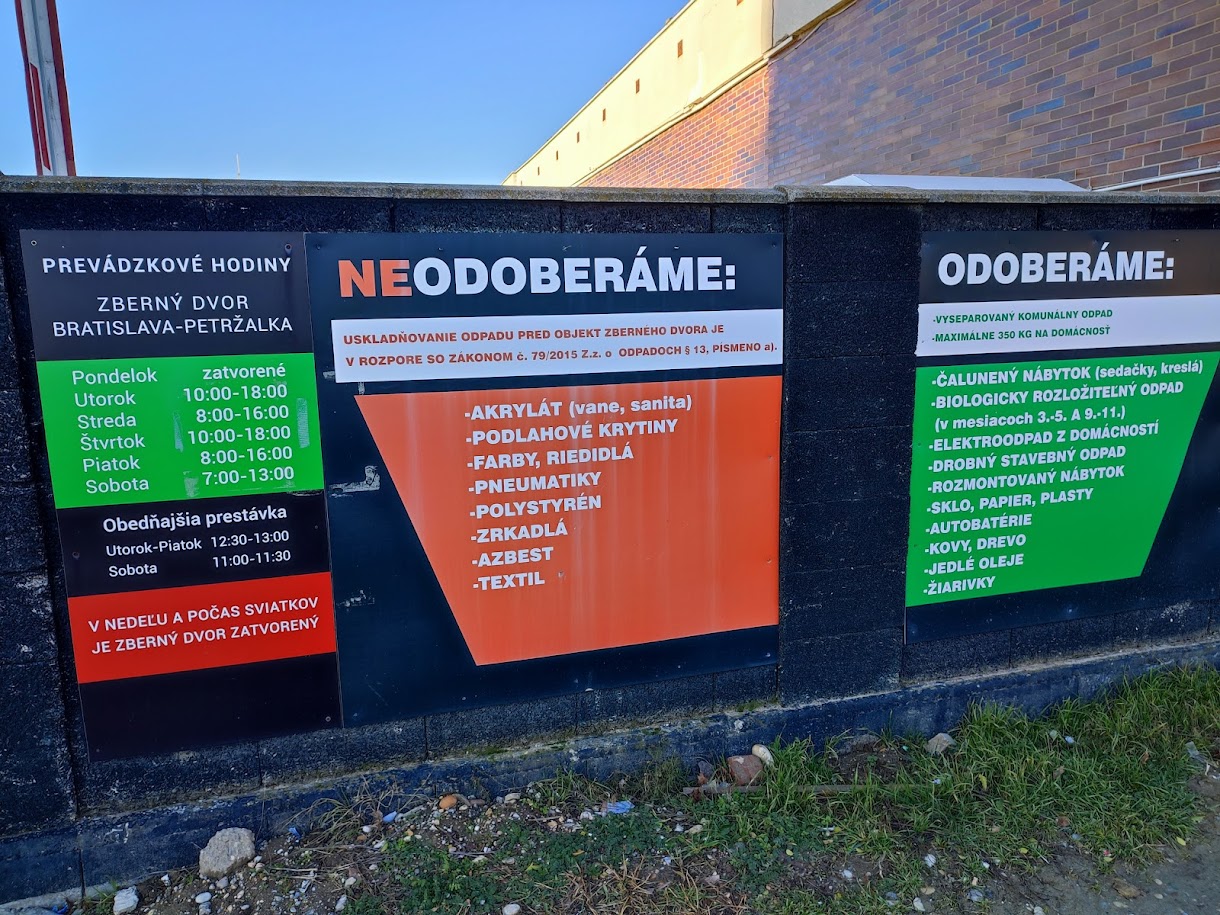 PREVÁDZKOVÉ HODINY
ZBERNÝ DVOR
BRATISLAVA-PETRŽALKA
Pondelok zatvorené
Utorok 10:00-18:00
Streda 8:00-16:00
Štvrtok 10:00-18:00
Piatok 8:00-16:00
Sobota 7:00-13:00
Obedňajšia prestávka
Utorok-Piatok 12:30-13:00
Sobota 11:00-11:30
V NEDEĽU A POČAS SVIATKOV
JE ZBERNÝ DVOR ZATVORENÝ
NEODOBERÁME:
USKLADŇOVANIE ODPADU PRED OBJEKT ZBERNÉHO DVORA JE
V ROZPORE SO ZÁKONOM č. 79/2015 Z.z. o ODPADOCH § 13, PÍSMENO a).
-AKRYLÁT (vane, sanita)
-PODLAHOVÉ KRYTINY
-FARBY, RIEDIDLÁ
-PNEUMATIKY
-POLYSTYRÉN
-ZRKADLÁ
-AZBEST
-TEXTIL
ODOBERÁME:
-VYSEPAROVANÝ KOMUNÁLNY ODPAD
-MAXIMÁLNE 350 KG NA DOMÁCNOSŤ
-ČALUNENÝ NÁBYTOK (sedačky, kreslá)
-BIOLOGICKY ROZLOŽITEĽNÝ ODPAD
(v mesiacoch 3.-5. A 9.-11.)
-ELEKTROODPAD Z DOMÁCNOSTÍ
-DROBNÝ STAVEBNÝ ODPAD
-ROZMONTOVANÝ NÁBYTOK
-SKLO, PAPIER, PLASTY
-AUTOBATÉRIE
-KOVY, DREVO
-JEDLÉ OLEJE
-ŽIARIVKY